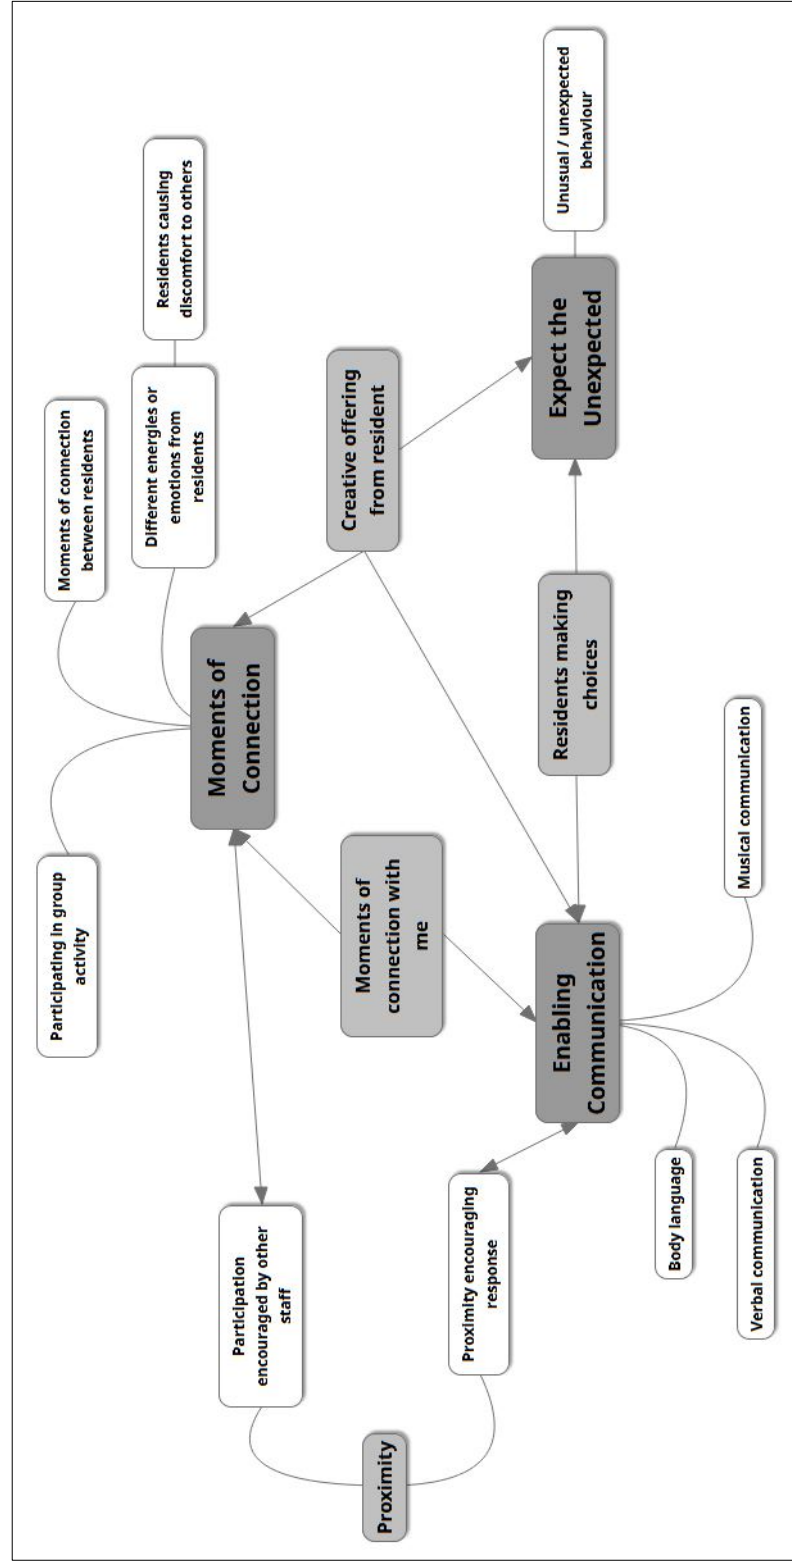 Participating in group
activity
Moments of connection
between residents
Different energies or
emotions from
residents
Residents causing
discomfort to others
Participation
encouraged by other
staff
Moments of
Connection
Proximity
Moments of
connection with
me
Creative offering
from resident
Proximity encouraging
response
Enabling
Communication
Residents making
choices
Expect the
Unexpected
Unusual / unexpected
behaviour
Body language
Verbal communication
Musical communication